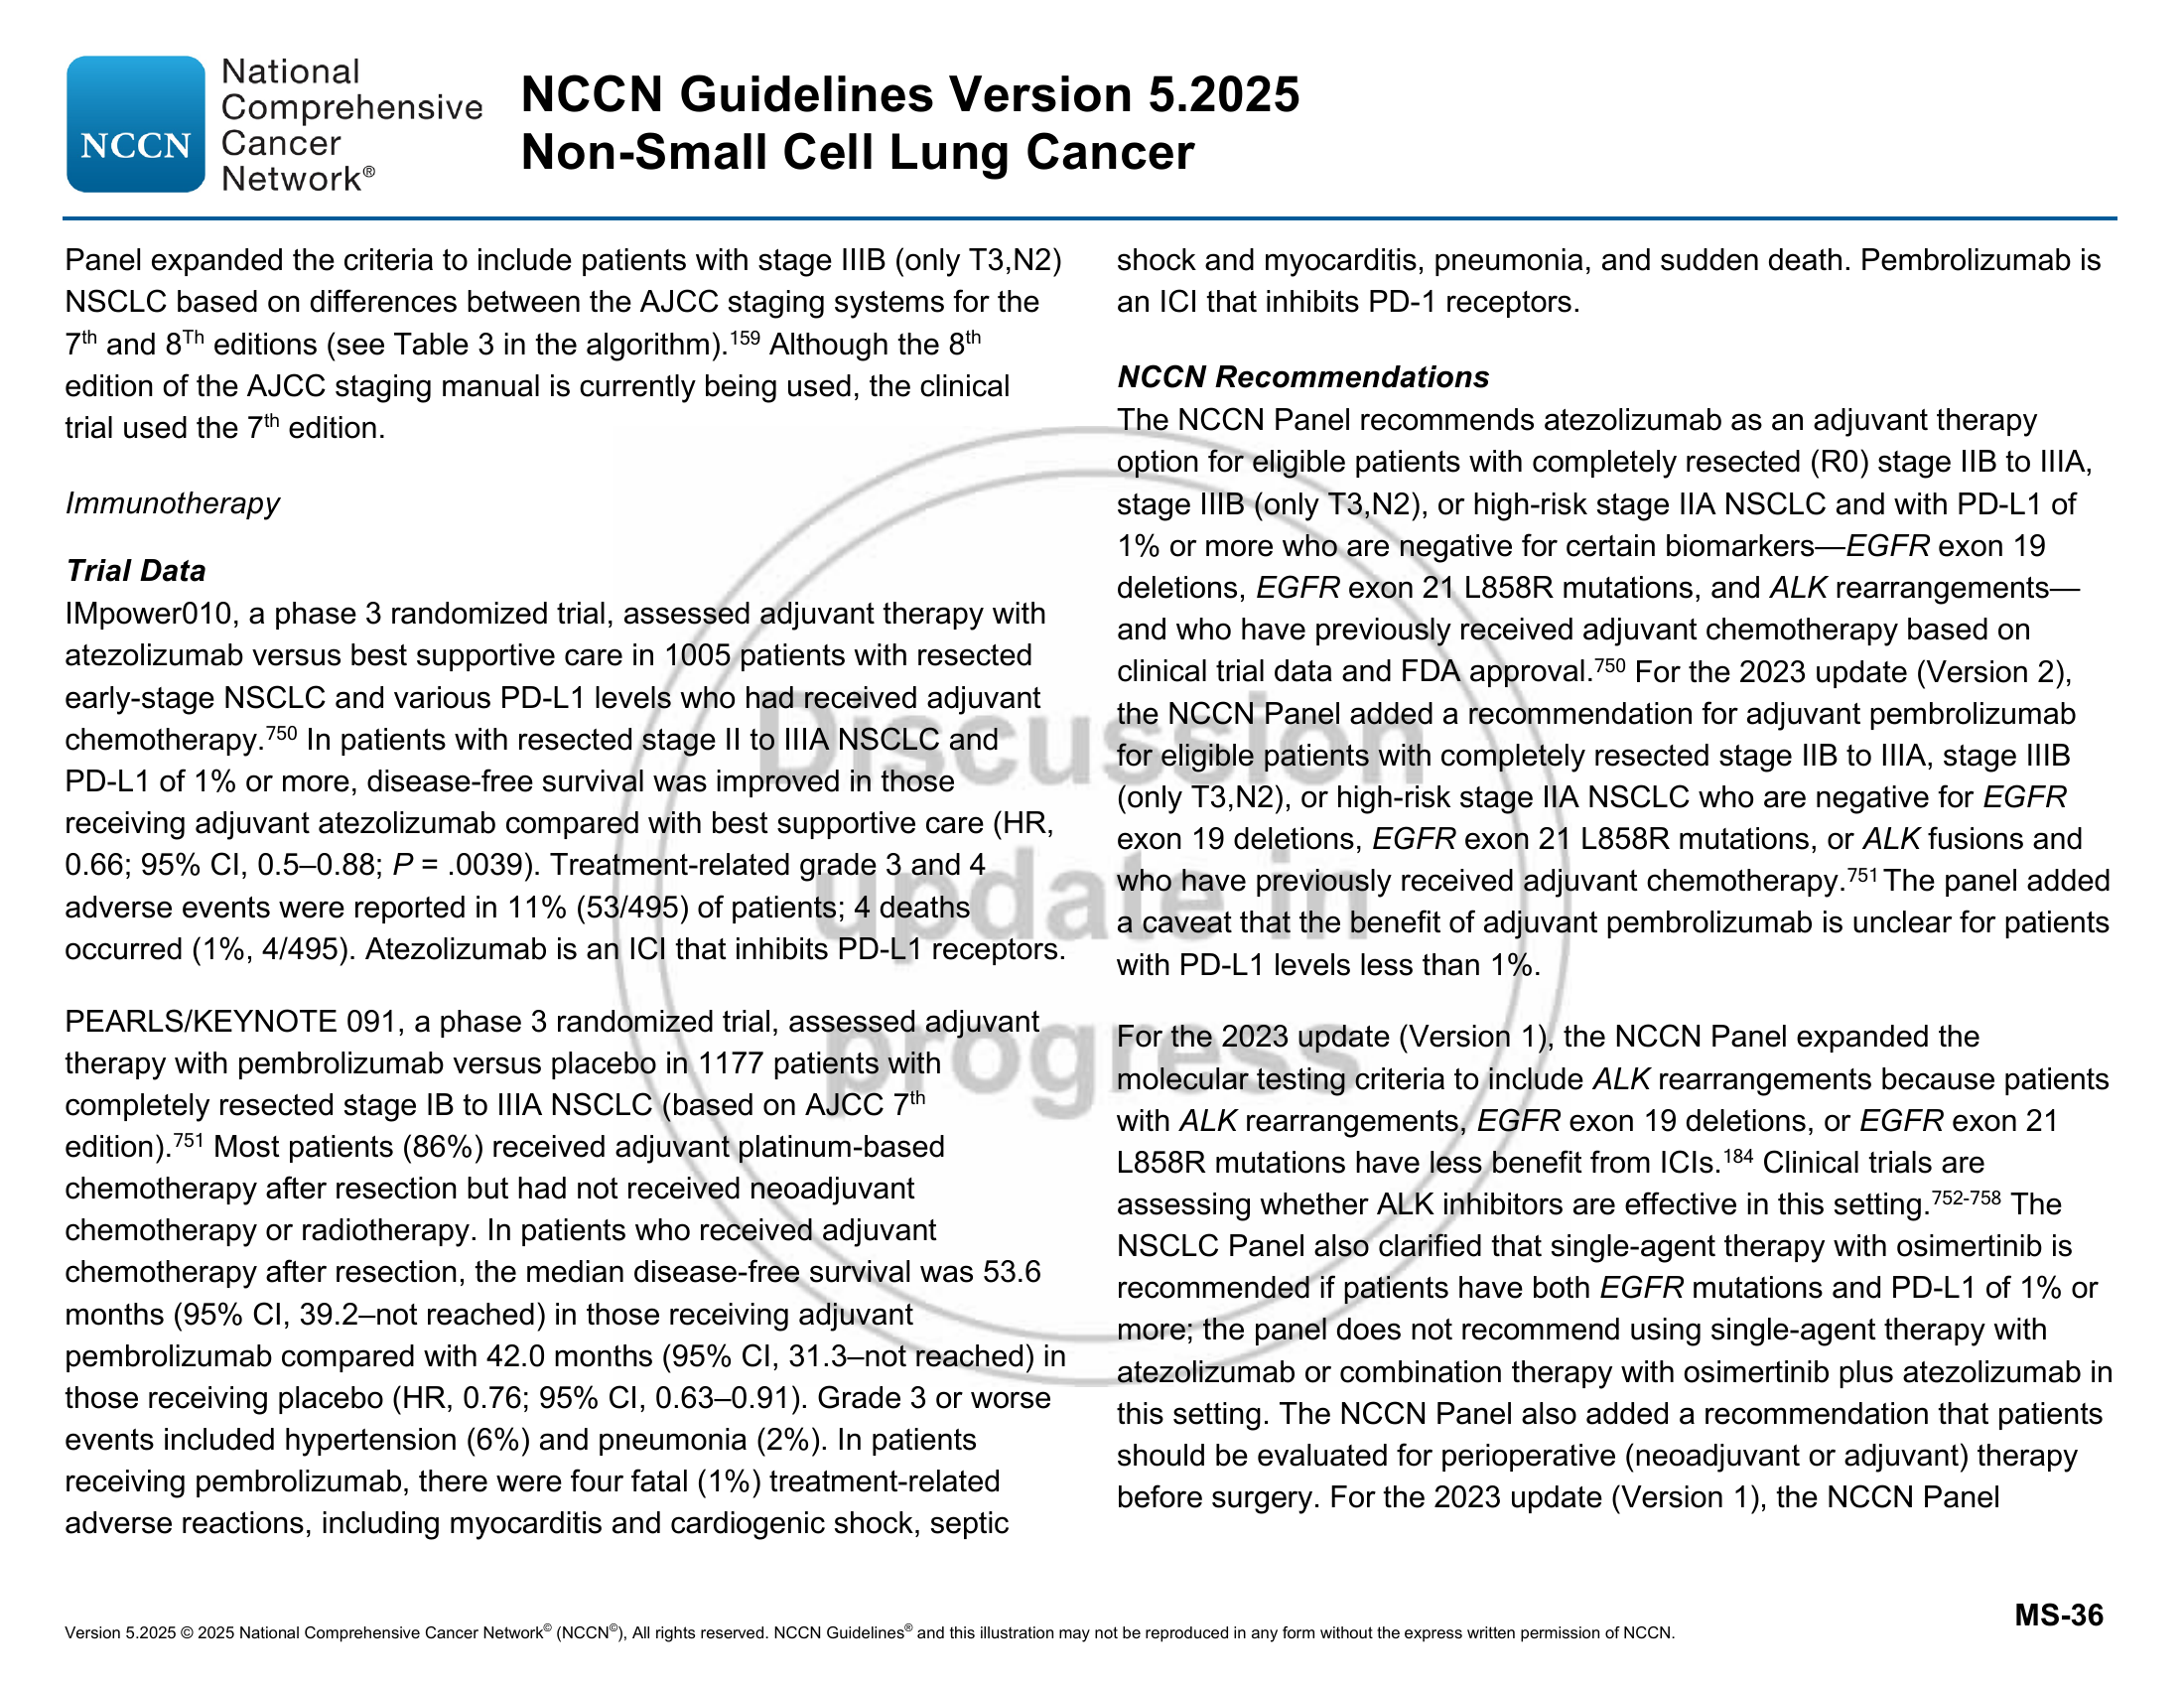 NCCN
National
Comprehensive
Cancer
Network®
NCCN Guidelines Version 5.2025
Non-Small Cell Lung Cancer
Panel expanded the criteria to include patients with stage IIIB (only T3,N2)
NSCLC based on differences between the AJCC staging systems for the
7th and 8Th editions (see Table 3 in the algorithm).159 Although the 8th
edition of the AJCC staging manual is currently being used, the clinical
trial used the 7th edition.
Immunotherapy
Trial Data
IMpower010, a phase 3 randomized trial, assessed adjuvant therapy with
atezolizumab versus best supportive care in 1005 patients with resected
early-stage NSCLC and various PD-L1 levels who had received adjuvant
chemotherapy.750 In patients with resected stage II to IIIA NSCLC and
PD-L1 of 1% or more, disease-free survival was improved in those
receiving adjuvant atezolizumab compared with best supportive care (HR,
0.66; 95% CI, 0.5–0.88; P = .0039). Treatment-related grade 3 and 4
adverse events were reported in 11% (53/495) of patients; 4 deaths
occurred (1%, 4/495). Atezolizumab is an ICI that inhibits PD-L1 receptors.
PEARLS/KEYNOTE 091, a phase 3 randomized trial, assessed adjuvant
therapy with pembrolizumab versus placebo in 1177 patients with
completely resected stage IB to IIIA NSCLC (based on AJCC 7th
edition).751 Most patients (86%) received adjuvant platinum-based
chemotherapy after resection but had not received neoadjuvant
chemotherapy or radiotherapy. In patients who received adjuvant
chemotherapy after resection, the median disease-free survival was 53.6
months (95% CI, 39.2–not reached) in those receiving adjuvant
pembrolizumab compared with 42.0 months (95% CI, 31.3–not reached) in
those receiving placebo (HR, 0.76; 95% CI, 0.63–0.91). Grade 3 or worse
events included hypertension (6%) and pneumonia (2%). In patients
receiving pembrolizumab, there were four fatal (1%) treatment-related
adverse reactions, including myocarditis and cardiogenic shock, septic
shock and myocarditis, pneumonia, and sudden death. Pembrolizumab is
an ICI that inhibits PD-1 receptors.
NCCN Recommendations
The NCCN Panel recommends atezolizumab as an adjuvant therapy
option for eligible patients with completely resected (R0) stage IIB to IIIA,
stage IIIB (only T3,N2), or high-risk stage IIA NSCLC and with PD-L1 of
1% or more who are negative for certain biomarkers—EGFR exon 19
deletions, EGFR exon 21 L858R mutations, and ALK rearrangements—
and who have previously received adjuvant chemotherapy based on
clinical trial data and FDA approval.750 For the 2023 update (Version 2),
the NCCN Panel added a recommendation for adjuvant pembrolizumab
for eligible patients with completely resected stage IIB to IIIA, stage IIIB
(only T3,N2), or high-risk stage IIA NSCLC who are negative for EGFR
exon 19 deletions, EGFR exon 21 L858R mutations, or ALK fusions and
who have previously received adjuvant chemotherapy.751 The panel added
a caveat that the benefit of adjuvant pembrolizumab is unclear for patients
with PD-L1 levels less than 1%.
For the 2023 update (Version 1), the NCCN Panel expanded the
molecular testing criteria to include ALK rearrangements because patients
with ALK rearrangements, EGFR exon 19 deletions, or EGFR exon 21
L858R mutations have less benefit from ICIs.184 Clinical trials are
assessing whether ALK inhibitors are effective in this setting.752-758 The
NSCLC Panel also clarified that single-agent therapy with osimertinib is
recommended if patients have both EGFR mutations and PD-L1 of 1% or
more; the panel does not recommend using single-agent therapy with
atezolizumab or combination therapy with osimertinib plus atezolizumab in
this setting. The NCCN Panel also added a recommendation that patients
should be evaluated for perioperative (neoadjuvant or adjuvant) therapy
before surgery. For the 2023 update (Version 1), the NCCN Panel
Discussion
update in
progress
MS-36
Version 5.2025 © 2025 National Comprehensive Cancer Network© (NCCN©), All rights reserved. NCCN Guidelines® and this illustration may not be reproduced in any form without the express written permission of NCCN.